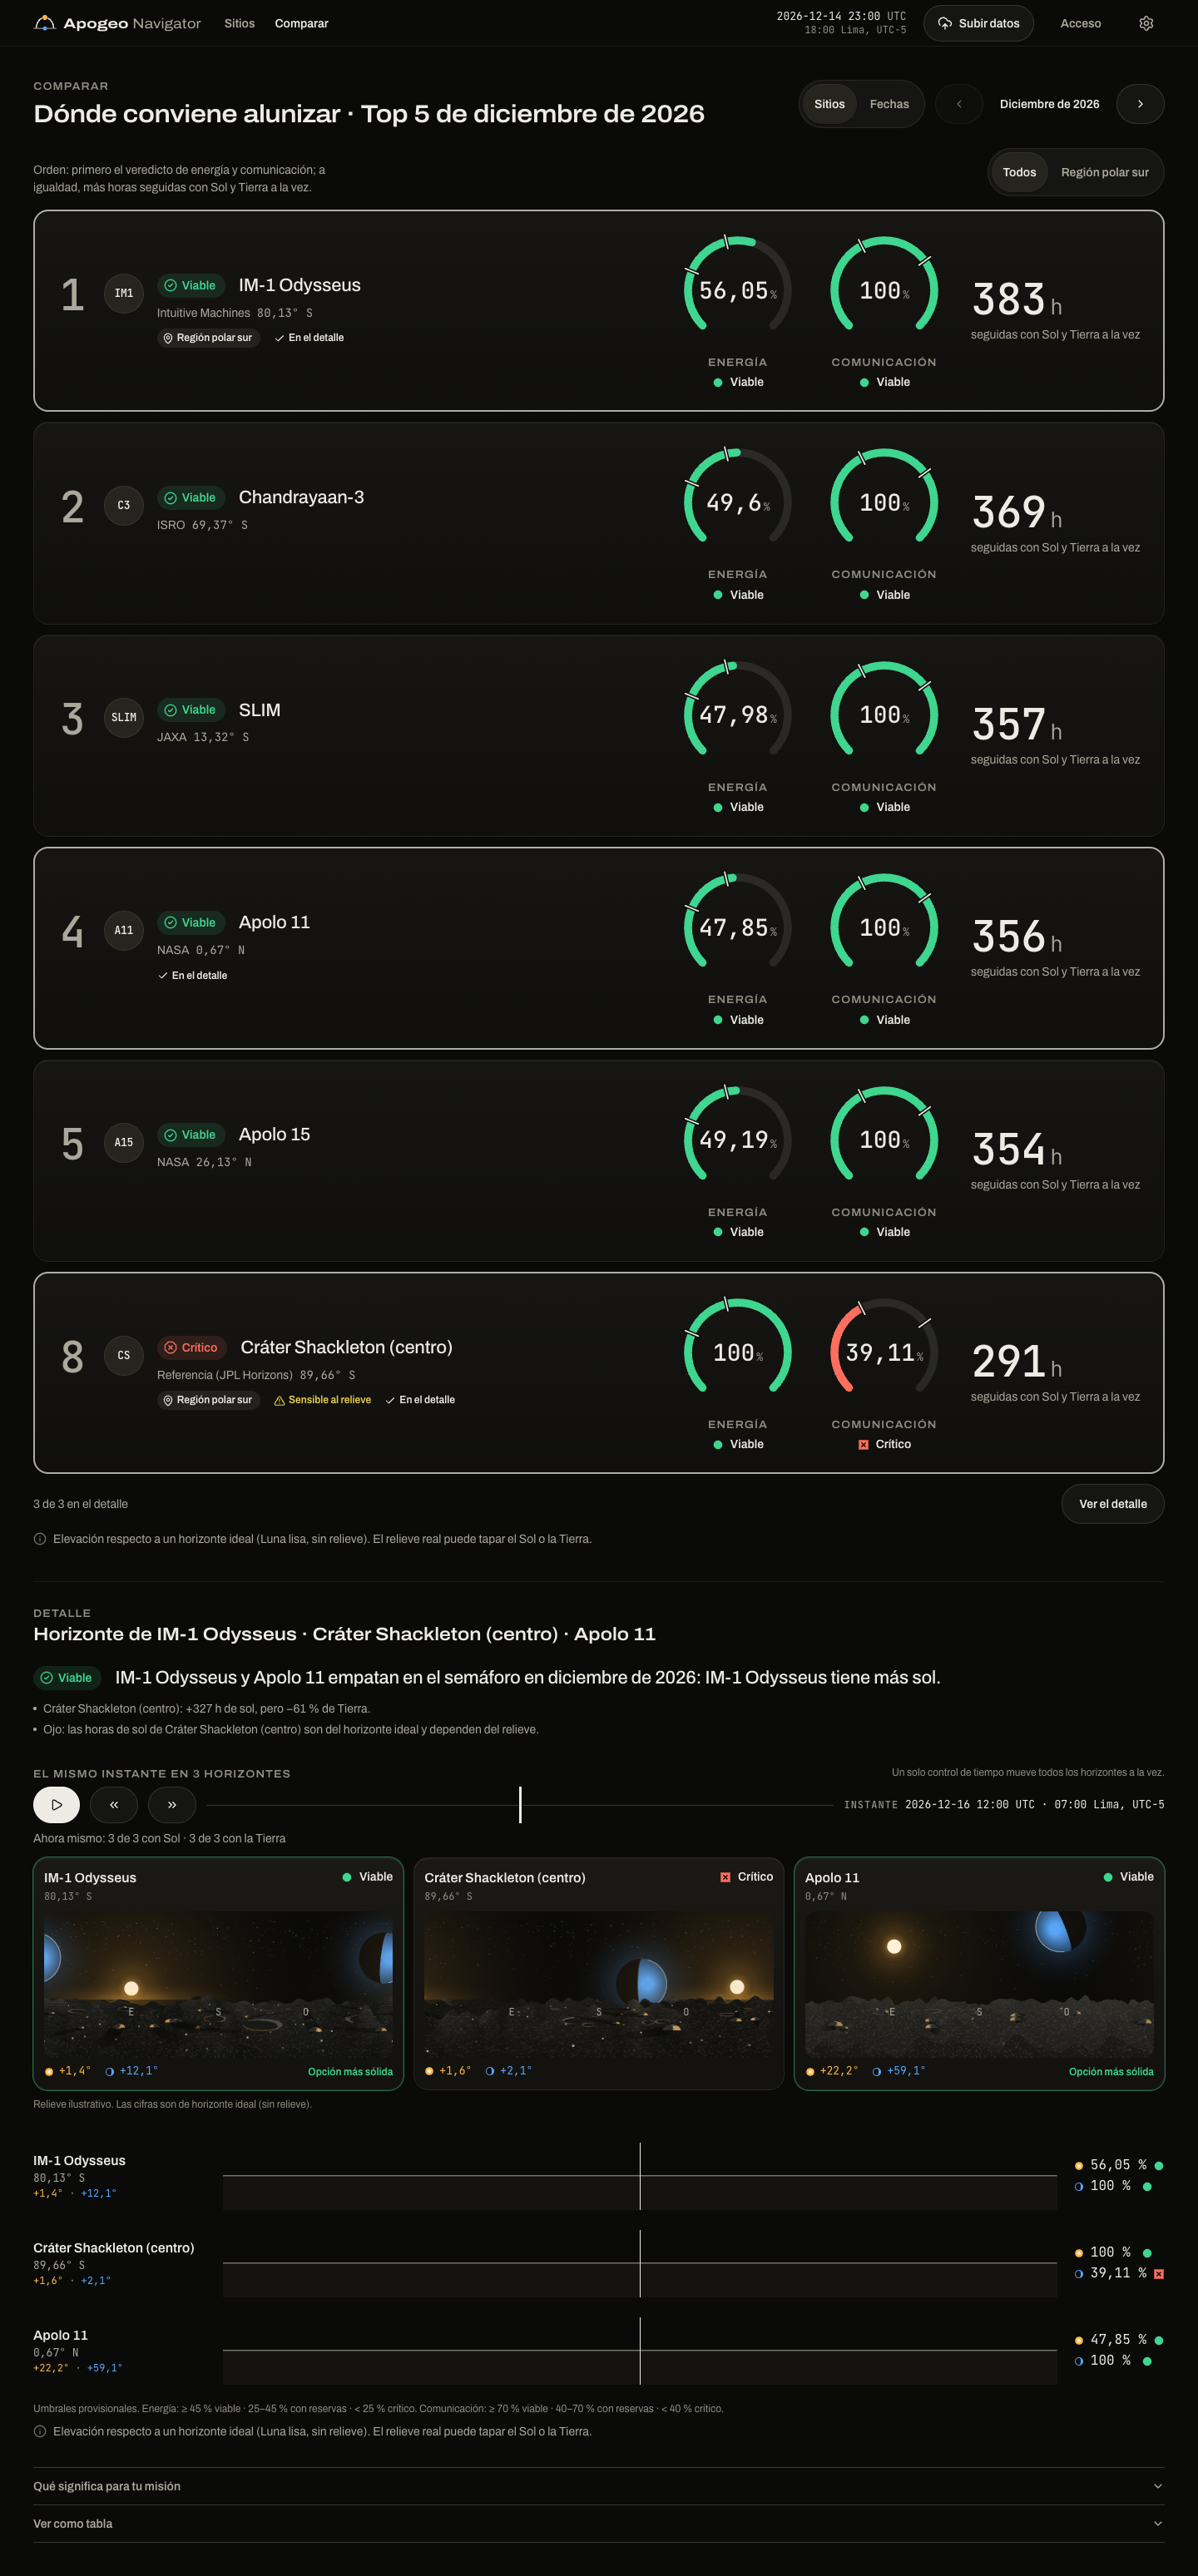 Apogeo Navigator Sitios Comparar
2026-12-14 23:00 UTC
18:00 Lima, UTC-5
Subir datos Acceso
COMPARAR
Dónde conviene alunizar · Top 5 de diciembre de 2026
Sitios Fechas Diciembre de 2026
Orden: primero el veredicto de energía y comunicación; a
igualdad, más horas seguidas con Sol y Tierra a la vez.
Todos Región polar sur
1 IM1 Viable IM-1 Odysseus
Intuitive Machines 80,13° S
Región polar sur En el detalle
56,05%
ENERGÍA
Viable
100%
COMUNICACIÓN
Viable
383 h
seguidas con Sol y Tierra a la vez
2 C3 Viable Chandrayaan-3
ISRO 69,37° S
49,6%
ENERGÍA
Viable
100%
COMUNICACIÓN
Viable
369 h
seguidas con Sol y Tierra a la vez
3 SLIM Viable SLIM
JAXA 13,32° S
47,98%
ENERGÍA
Viable
100%
COMUNICACIÓN
Viable
357 h
seguidas con Sol y Tierra a la vez
4 A11 Viable Apolo 11
NASA 0,67° N
En el detalle
47,85%
ENERGÍA
Viable
100%
COMUNICACIÓN
Viable
356 h
seguidas con Sol y Tierra a la vez
5 A15 Viable Apolo 15
NASA 26,13° N
49,19%
ENERGÍA
Viable
100%
COMUNICACIÓN
Viable
354 h
seguidas con Sol y Tierra a la vez
8 CS Crítico Cráter Shackleton (centro)
Referencia (JPL Horizons) 89,66° S
Región polar sur Sensible al relieve En el detalle
100%
ENERGÍA
Viable
39,11%
COMUNICACIÓN
Crítico
291 h
seguidas con Sol y Tierra a la vez
3 de 3 en el detalle
Ver el detalle
Elevación respecto a un horizonte ideal (Luna lisa, sin relieve). El relieve real puede tapar el Sol o la Tierra.
DETALLE
Horizonte de IM-1 Odysseus · Cráter Shackleton (centro) · Apolo 11
Viable IM-1 Odysseus y Apolo 11 empatan en el semáforo en diciembre de 2026: IM-1 Odysseus tiene más sol.
• Cráter Shackleton (centro): +327 h de sol, pero −61 % de Tierra.
• Ojo: las horas de sol de Cráter Shackleton (centro) son del horizonte ideal y dependen del relieve.
EL MISMO INSTANTE EN 3 HORIZONTES
Un solo control de tiempo mueve todos los horizontes a la vez.
INSTANTE 2026-12-16 12:00 UTC · 07:00 Lima, UTC-5
Ahora mismo: 3 de 3 con Sol · 3 de 3 con la Tierra
IM-1 Odysseus Viable
80,13° S
E S O
+1,4° +12,1° Opción más sólida
Cráter Shackleton (centro) Crítico
89,66° S
E S O
+1,6° +2,1°
Apolo 11 Viable
0,67° N
E S O
+22,2° +59,1° Opción más sólida
Relieve ilustrativo. Las cifras son de horizonte ideal (sin relieve).
IM-1 Odysseus
80,13° S
+1,4° · +12,1°
56,05 %
100 %
Cráter Shackleton (centro)
89,66° S
+1,6° · +2,1°
100 %
39,11 %
Apolo 11
0,67° N
+22,2° · +59,1°
47,85 %
100 %
Umbrales provisionales. Energía: ≥ 45 % viable · 25–45 % con reservas · < 25 % crítico. Comunicación: ≥ 70 % viable · 40–70 % con reservas · < 40 % crítico.
Elevación respecto a un horizonte ideal (Luna lisa, sin relieve). El relieve real puede tapar el Sol o la Tierra.
Qué significa para tu misión
Ver como tabla